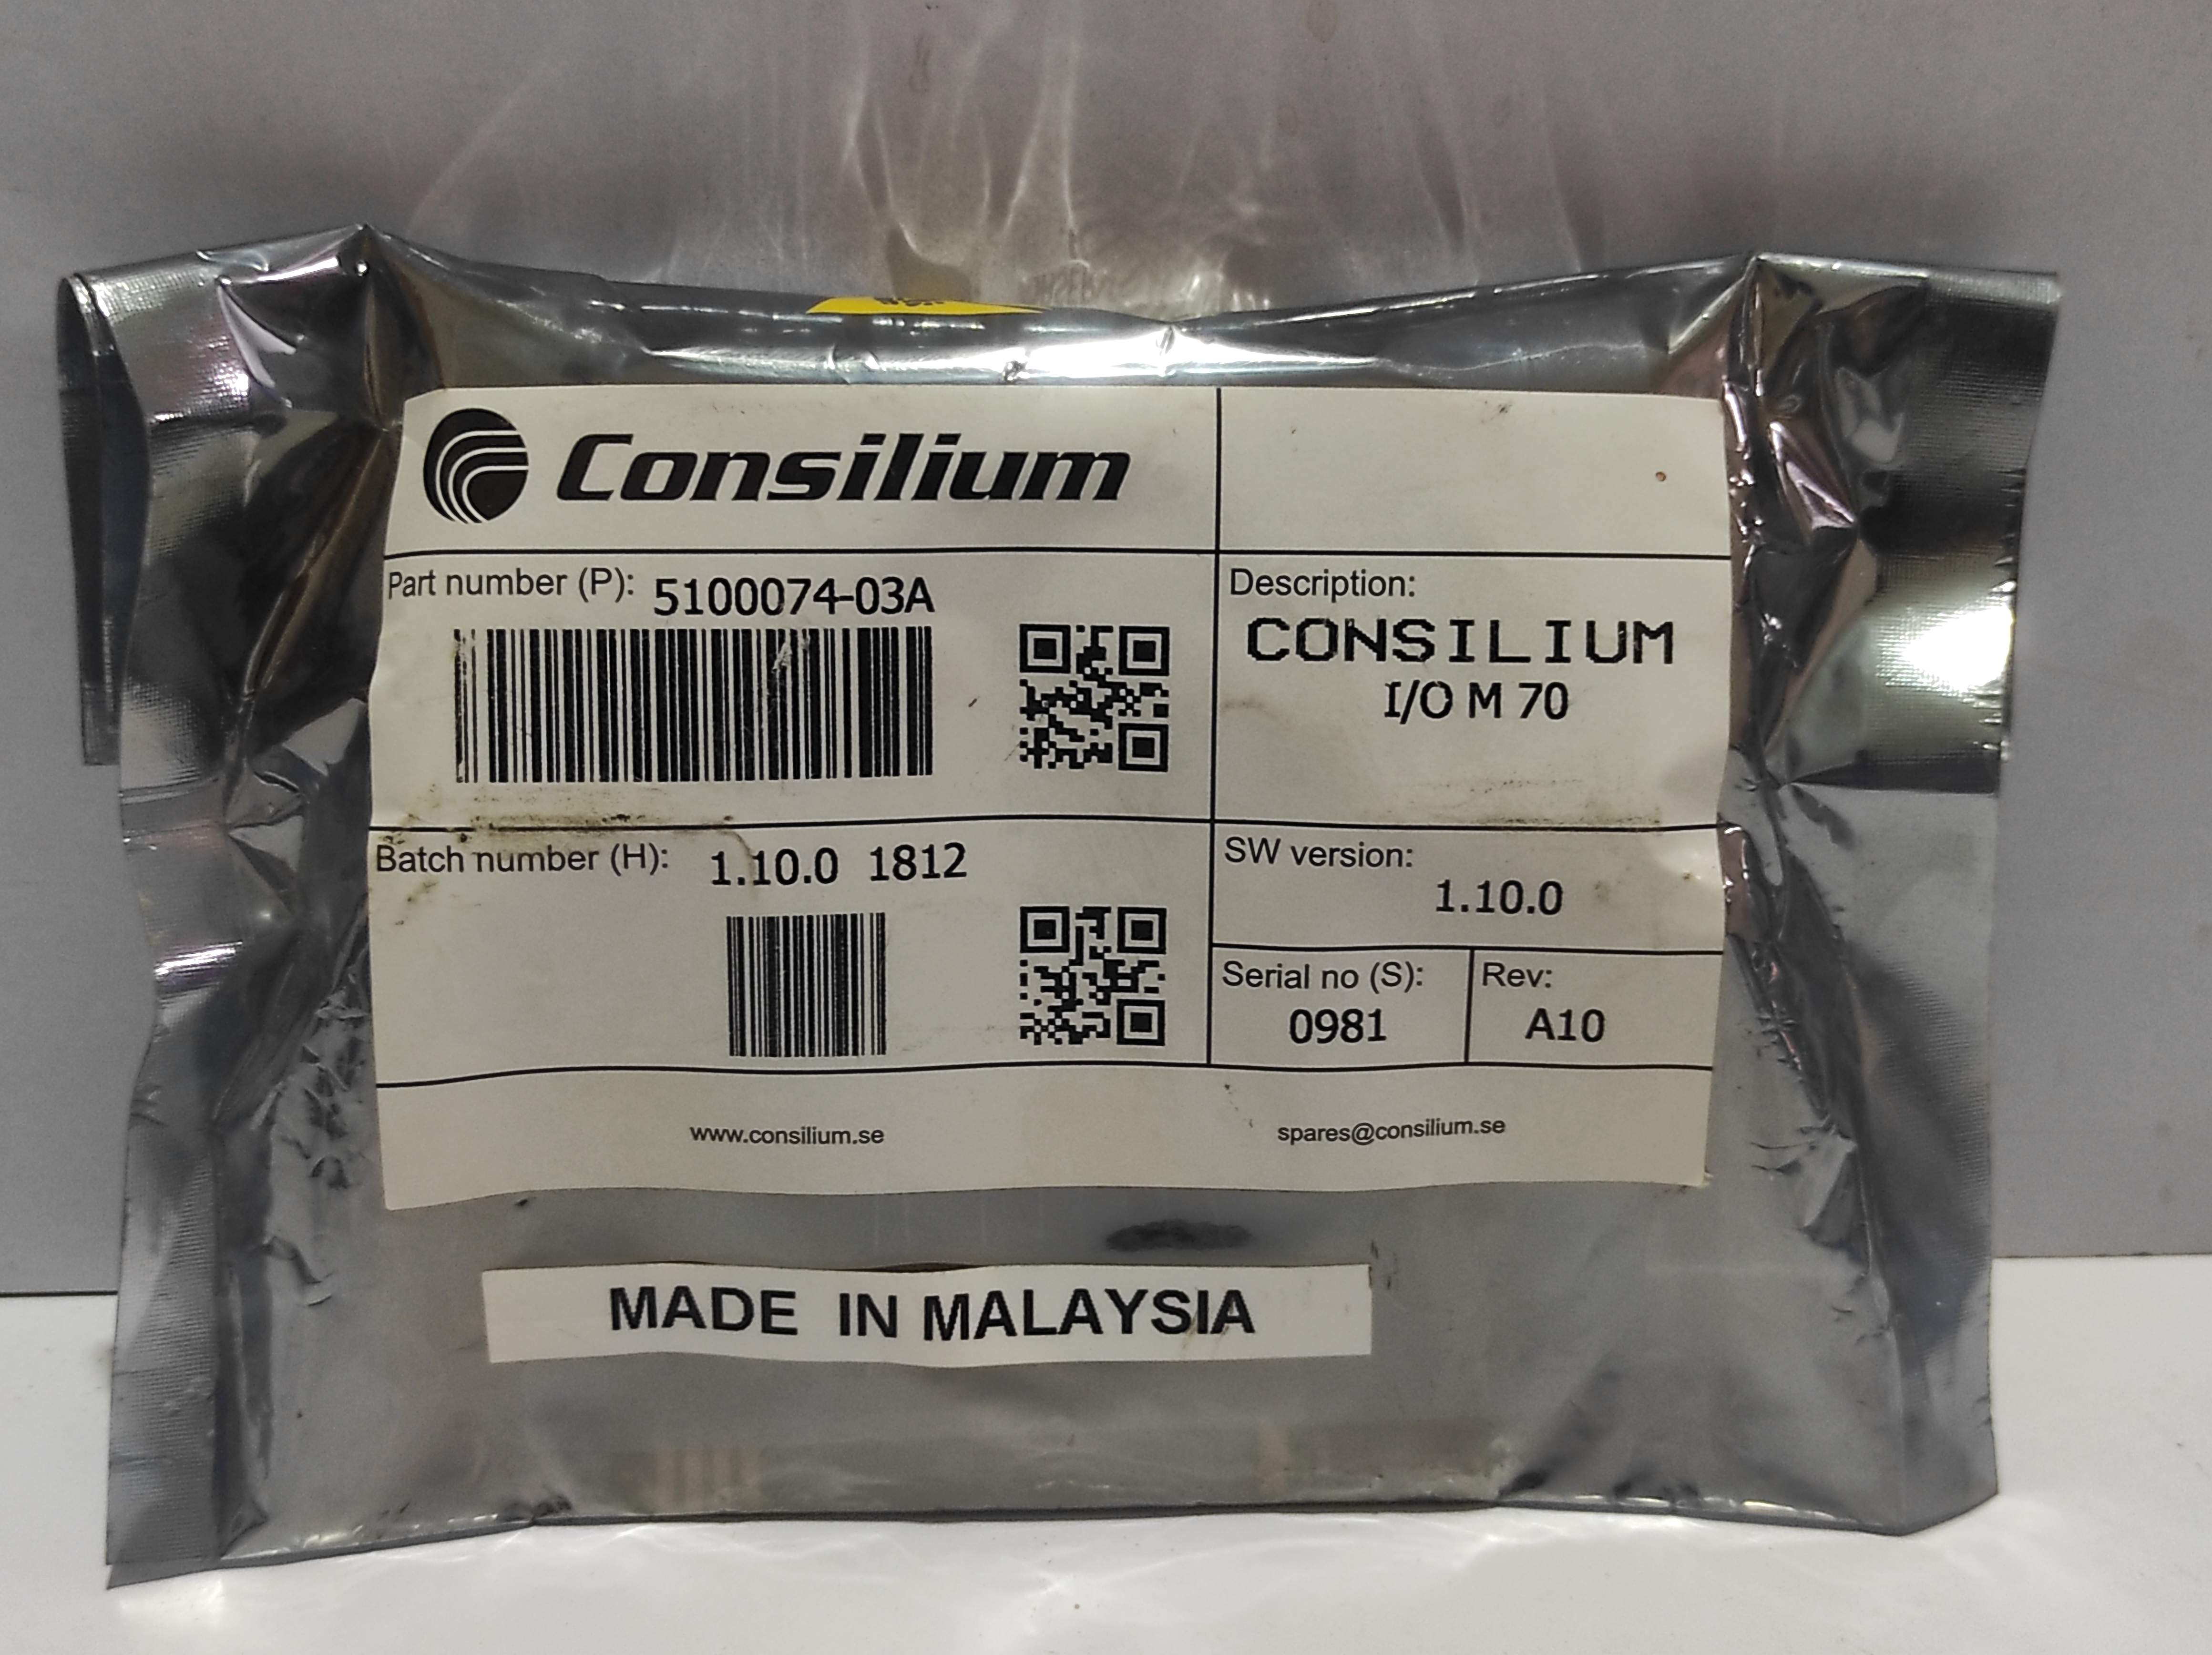 Consilium
Part number (P): 5100074-03A
Description:
CONSILIUM
I/O M 70
Batch number (H): 1.10.0 1812
SW version:
1.10.0
Serial no (S):
0981
Rev:
A10
www.consilium.se
spares@consilium.se
MADE IN MALAYSIA